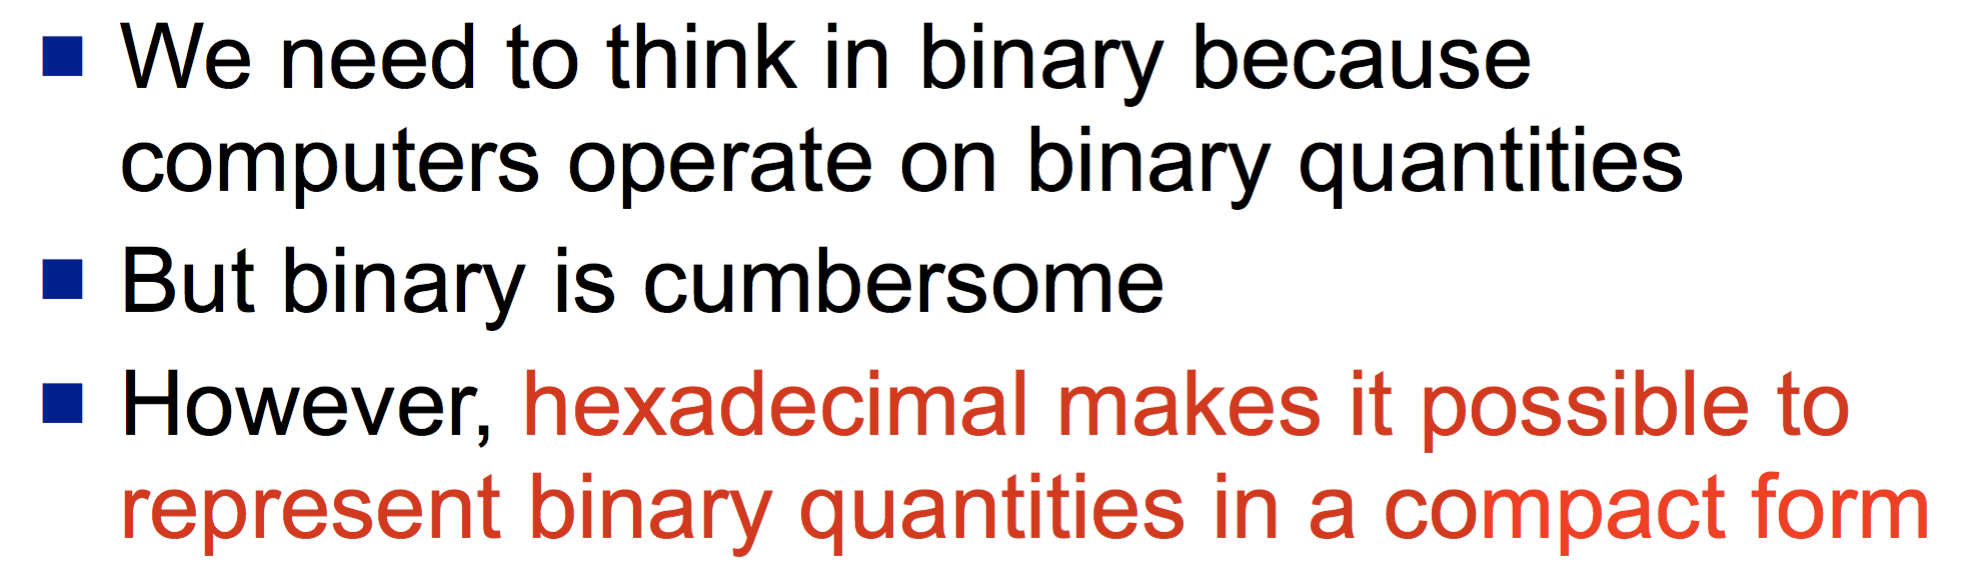 We need to think in binary because
computers operate on binary quantities
But binary is cumbersome
However, hexadecimal makes it possible to
represent binary quantities in a compact form